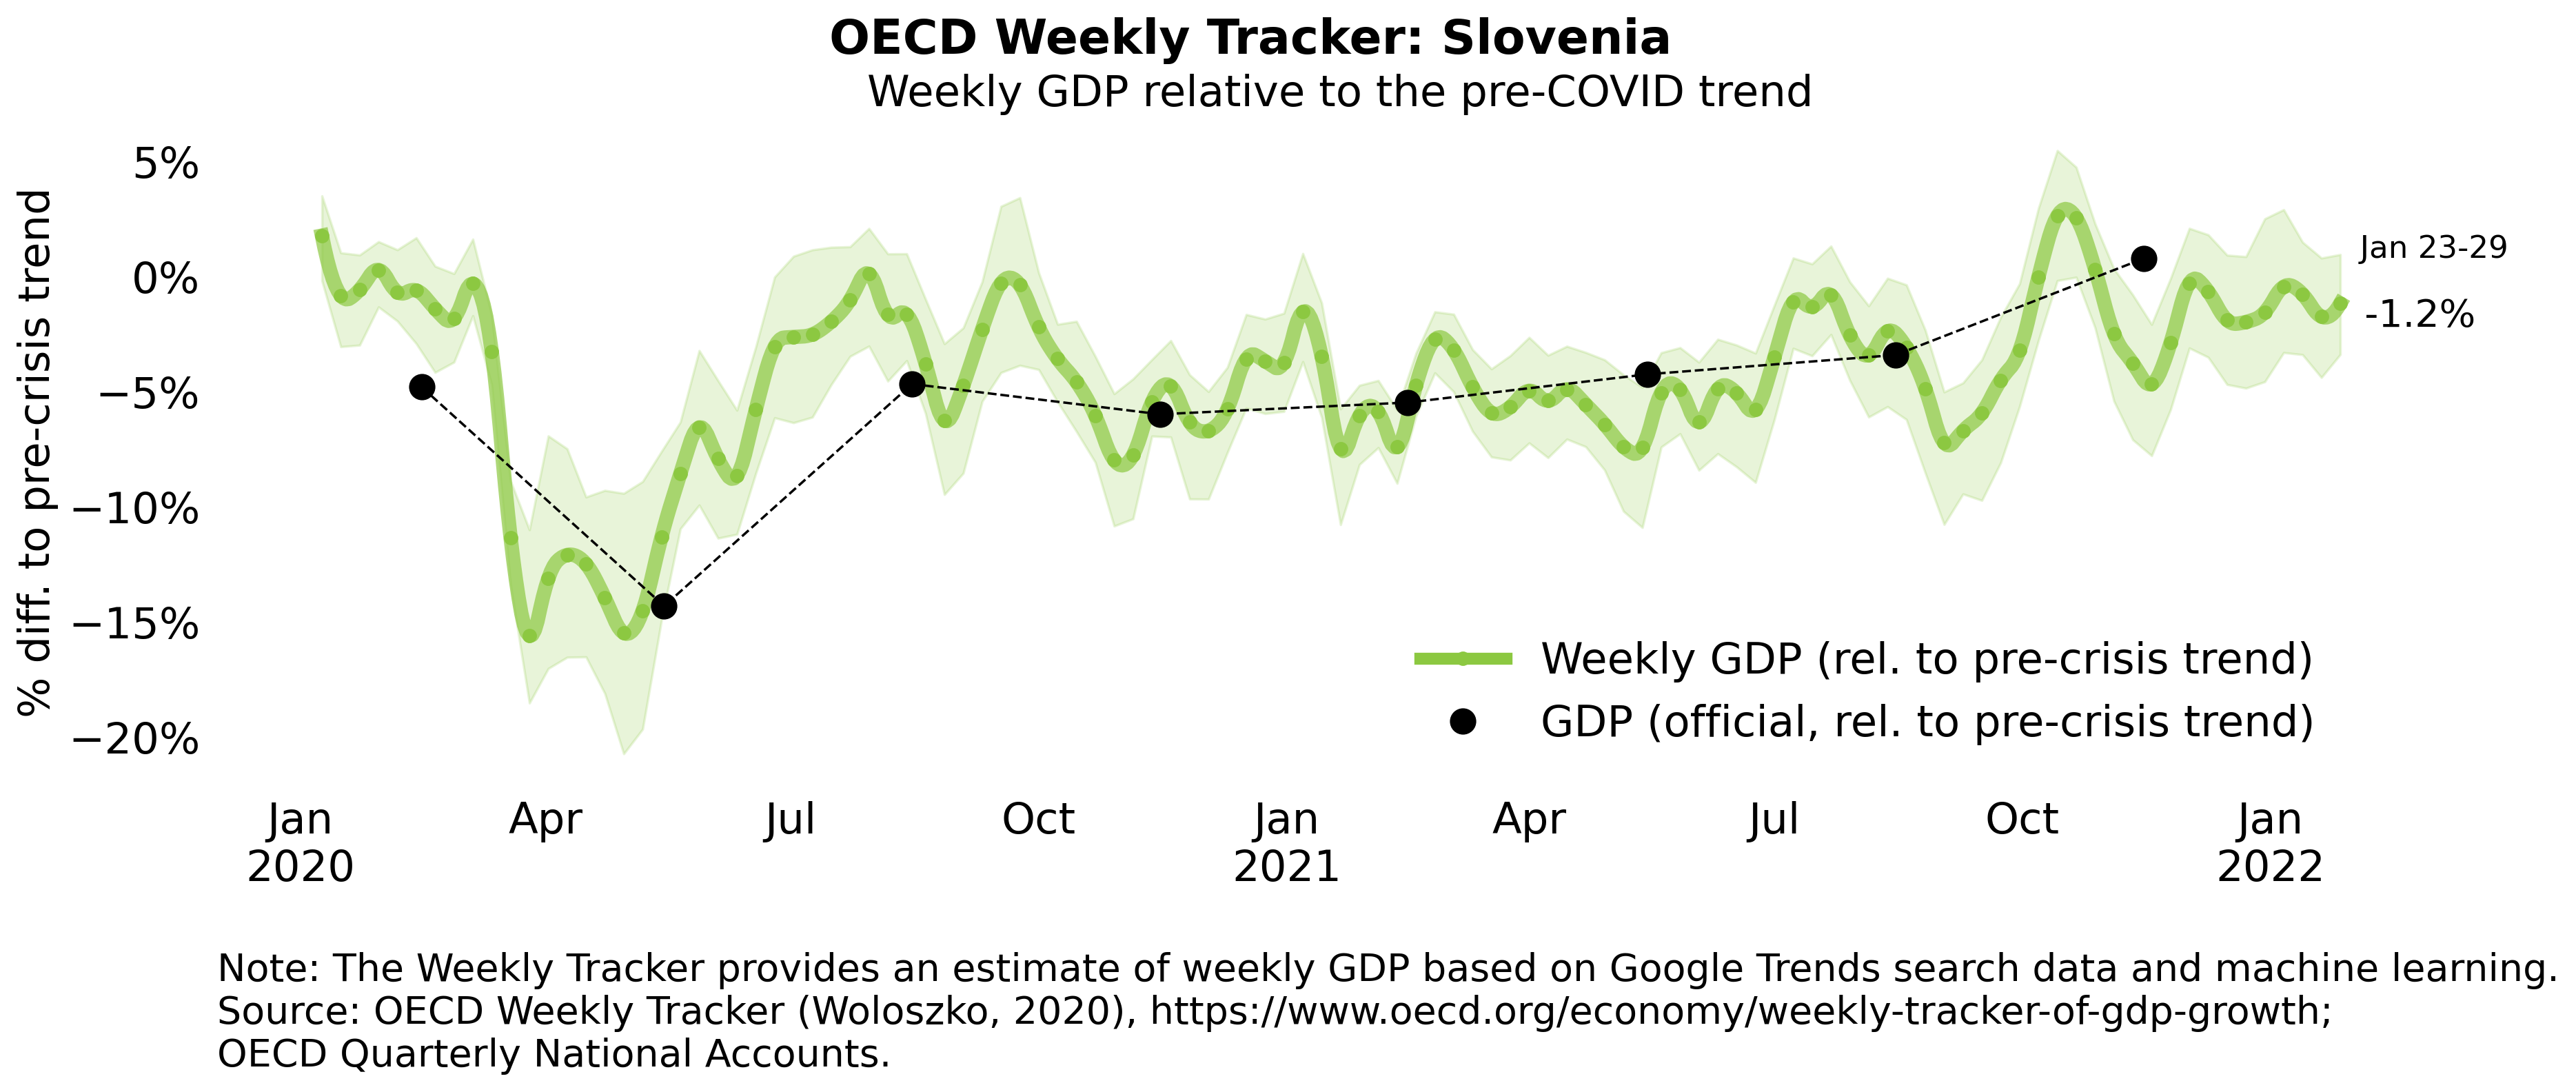 OECD Weekly Tracker: Slovenia
Weekly GDP relative to the pre-COVID trend
% diff. to pre-crisis trend
5%
0%
−5%
−10%
−15%
−20%
Jan 23-29
-1.2%
Weekly GDP (rel. to pre-crisis trend)
GDP (official, rel. to pre-crisis trend)
Jan Apr Jul Oct Jan Apr Jul Oct Jan
2020 2021 2022
Note: The Weekly Tracker provides an estimate of weekly GDP based on Google Trends search data and machine learning.
Source: OECD Weekly Tracker (Woloszko, 2020), https://www.oecd.org/economy/weekly-tracker-of-gdp-growth;
OECD Quarterly National Accounts.